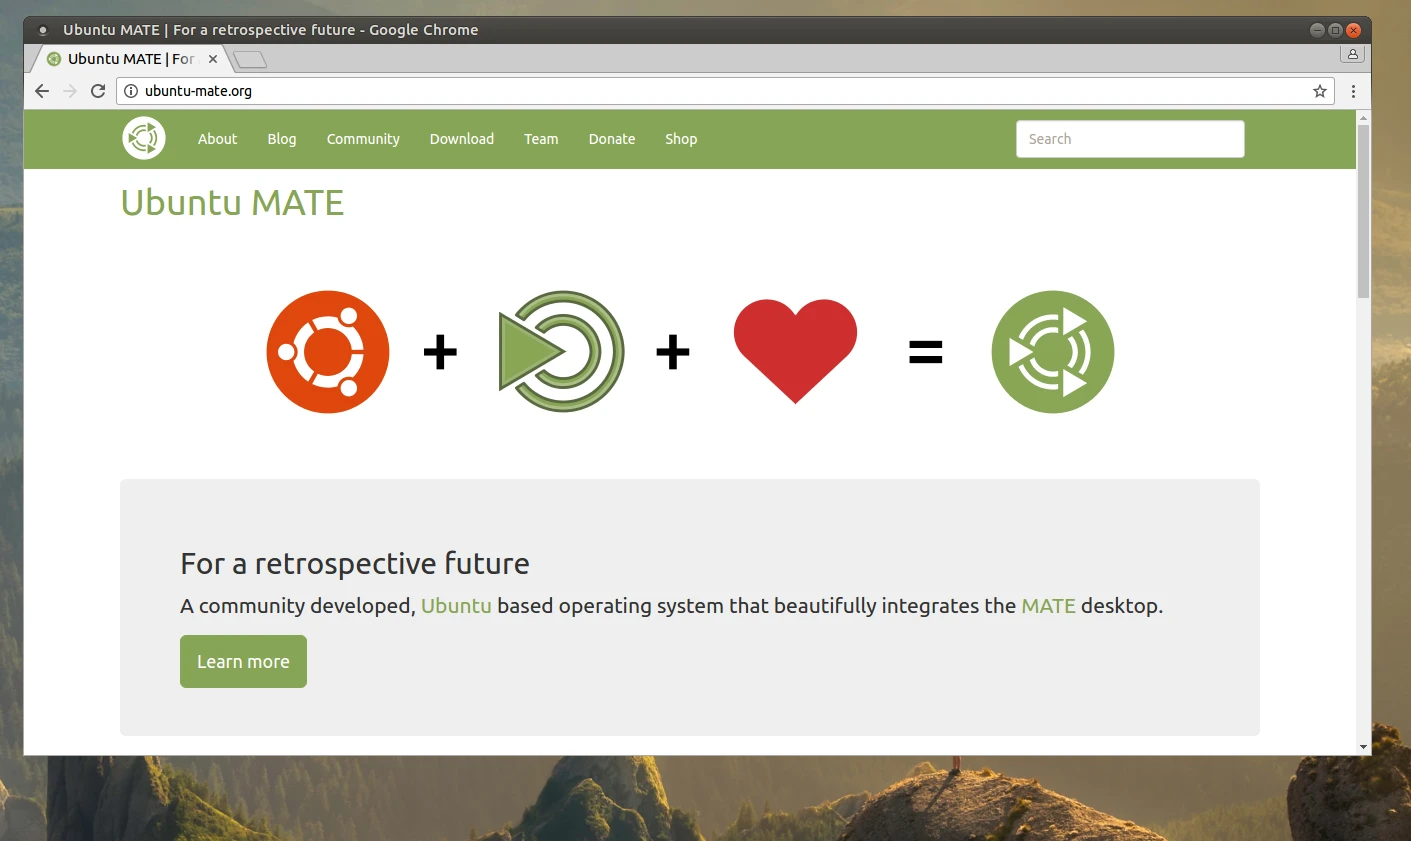 Ubuntu MATE | For a retrospective future - Google Chrome
Ubuntu MATE | For
ubuntu-mate.org
About Blog Community Download Team Donate Shop Search
Ubuntu MATE
+ + =
For a retrospective future
A community developed, Ubuntu based operating system that beautifully integrates the MATE desktop.
Learn more